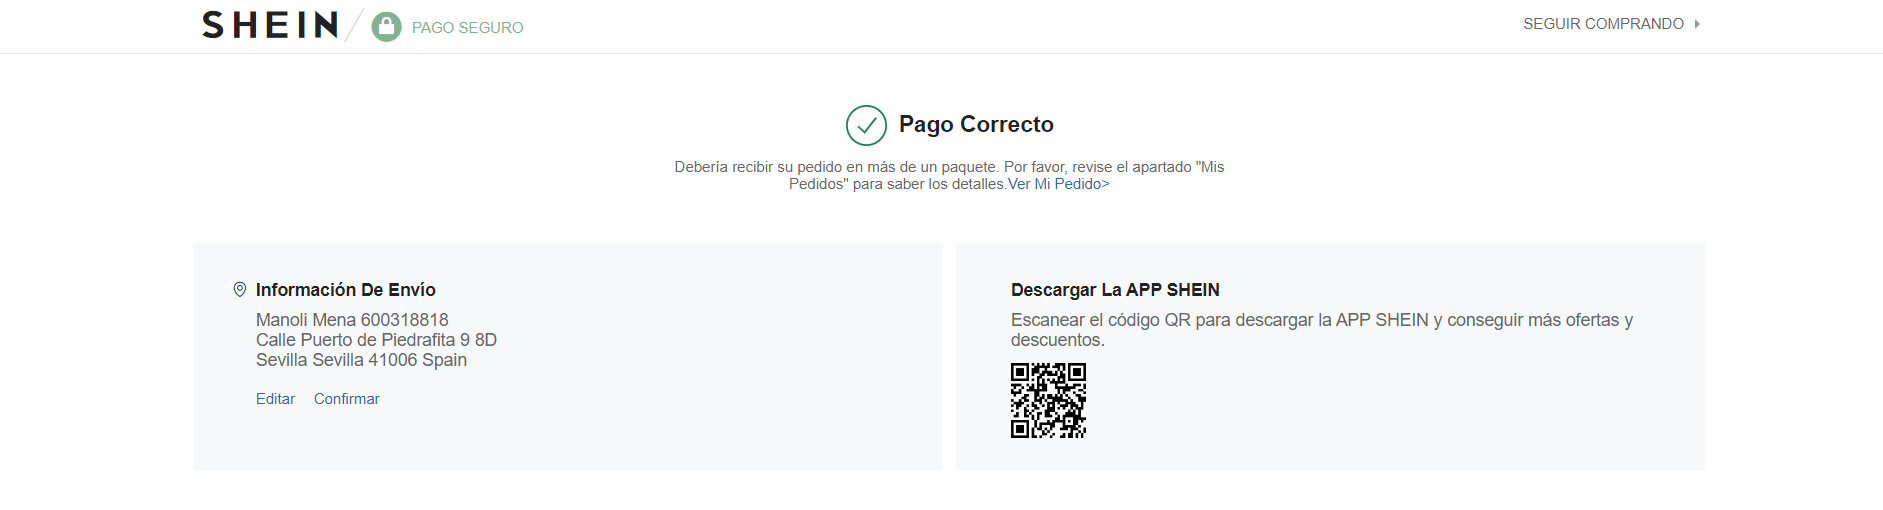 SHEIN PAGO SEGURO
SEGUIR COMPRANDO
Pago Correcto
Debería recibir su pedido en más de un paquete. Por favor, revise el apartado "Mis
Pedidos" para saber los detalles.Ver Mi Pedido>
Información De Envío
Manoli Mena 600318818
Calle Puerto de Piedrafita 9 8D
Sevilla Sevilla 41006 Spain
Editar Confirmar
Descargar La APP SHEIN
Escanear el código QR para descargar la APP SHEIN y conseguir más ofertas y
descuentos.